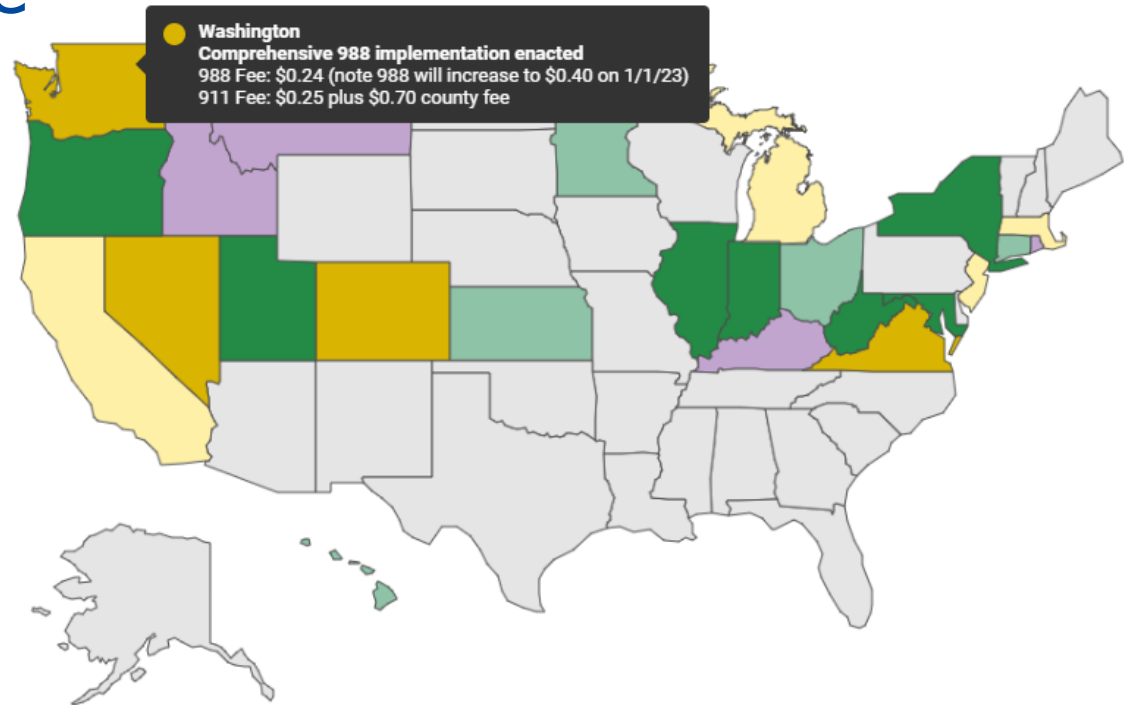 Washington
Comprehensive 988 implementation enacted
988 Fee: $0.24 (note 988 will increase to $0.40 on 1/1/23)
911 Fee: $0.25 plus $0.70 county fee